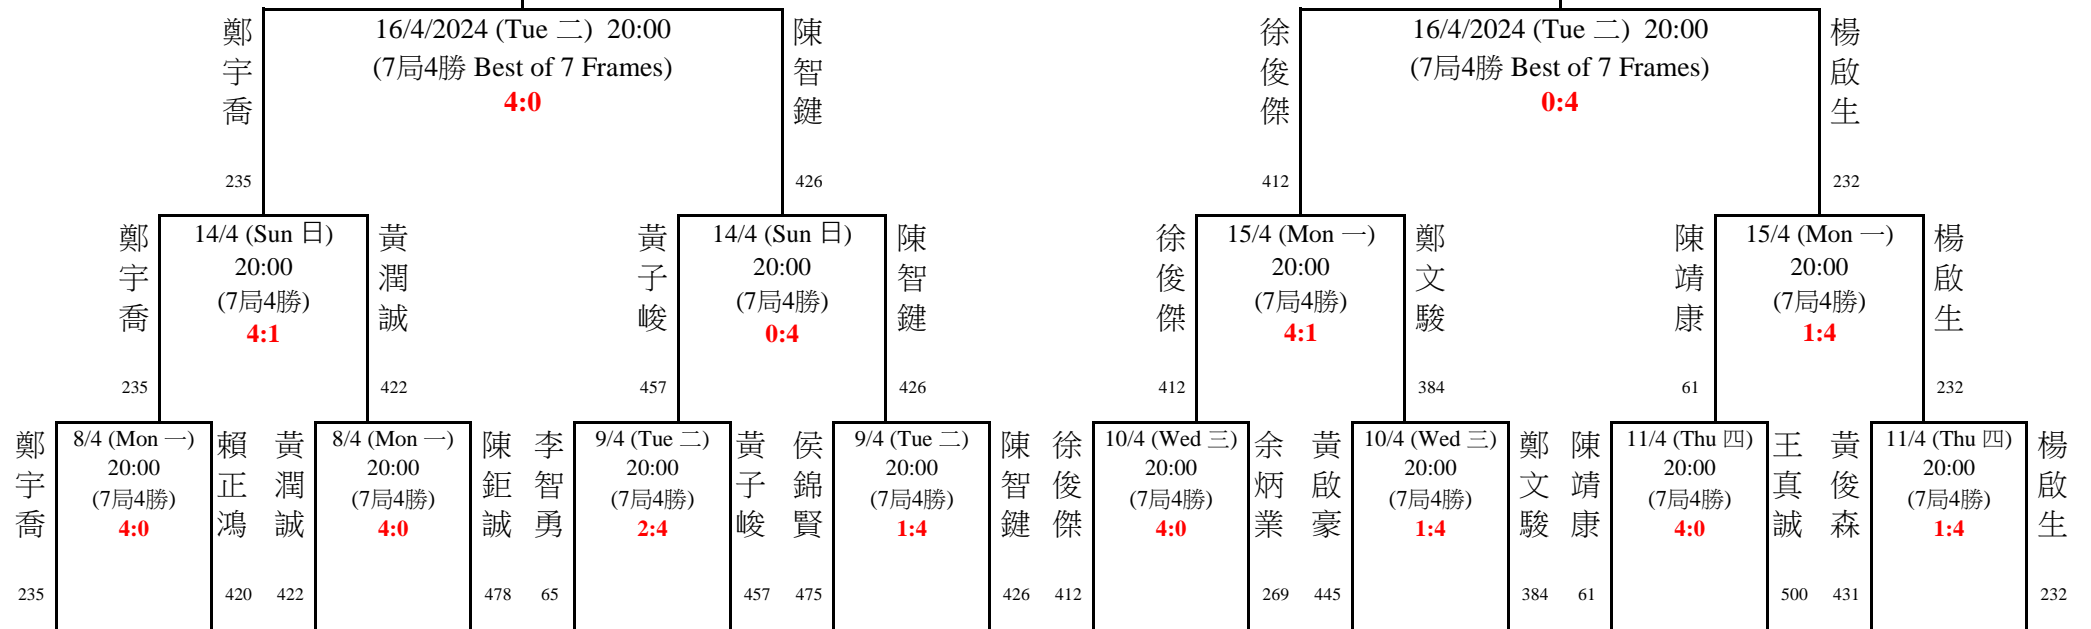 鄭宇喬
16/4/2024 (Tue 二) 20:00
(7局4勝 Best of 7 Frames)
4:0
陳智鍵
徐俊傑
16/4/2024 (Tue 二) 20:00
(7局4勝 Best of 7 Frames)
0:4
楊啟生
235
426
412
232
鄭宇喬
14/4 (Sun 日)
20:00
(7局4勝)
4:1
黃潤誠
黃子峻
14/4 (Sun 日)
20:00
(7局4勝)
0:4
陳智鍵
徐俊傑
15/4 (Mon 一)
20:00
(7局4勝)
4:1
鄭文駿
陳靖康
15/4 (Mon 一)
20:00
(7局4勝)
1:4
楊啟生
235
422
457
426
412
384
61
232
鄭宇喬
8/4 (Mon 一)
20:00
(7局4勝)
4:0
賴正鴻
黃潤誠
8/4 (Mon 一)
20:00
(7局4勝)
4:0
陳鉅誠
李智勇
9/4 (Tue 二)
20:00
(7局4勝)
2:4
黃子峻
侯錦賢
9/4 (Tue 二)
20:00
(7局4勝)
1:4
陳智鍵
徐俊傑
10/4 (Wed 三)
20:00
(7局4勝)
4:0
余炳業
黃啟豪
10/4 (Wed 三)
20:00
(7局4勝)
1:4
鄭文駿
陳靖康
11/4 (Thu 四)
20:00
(7局4勝)
4:0
王真誠
黃俊森
11/4 (Thu 四)
20:00
(7局4勝)
1:4
楊啟生
235
420
422
478
65
457
475
426
412
269
445
384
61
500
431
232